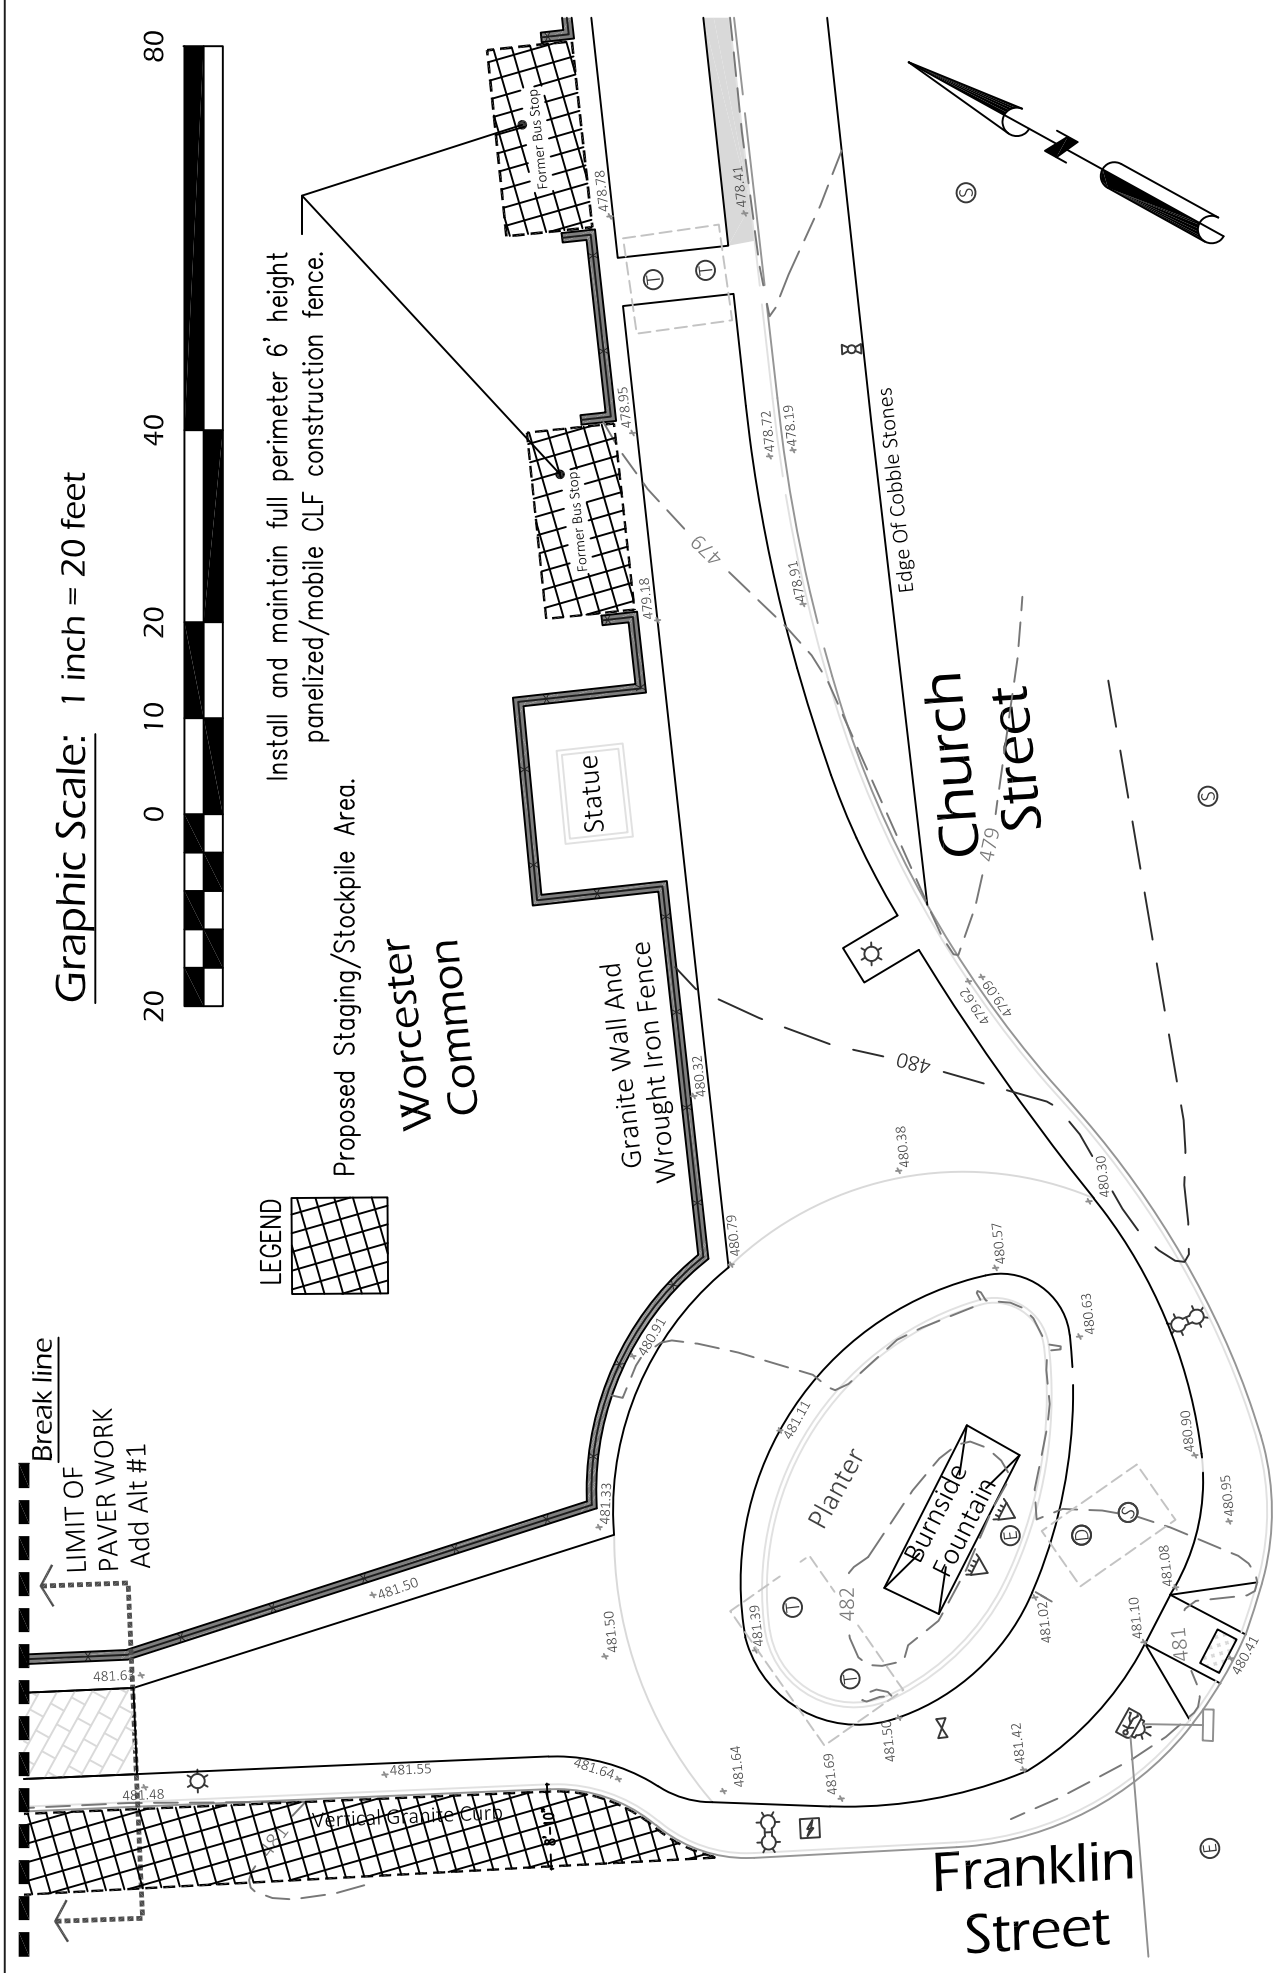 Graphic Scale: 1 inch = 20 feet
20
0
10
20
40
80
Install and maintain full perimeter 6' height
panelized/mobile CLF construction fence.
LEGEND
Proposed Staging/Stockpile Area.
Break line
LIMIT OF
PAVER WORK
Add Alt #1
Worcester
Common
Former Bus Stop
Former Bus Stop
Statue
Granite Wall And
Wrought Iron Fence
Edge Of Cobble Stones
Church
Street
Planter
Burnside
Fountain
Vertical Granite Curb
8'-10"
Franklin
Street
478.78
478.41
478.95
478.72
478.19
479.18
478.91
479
479
479.62
479.09
480
480.32
480.38
480.30
480.79
480.57
480.63
480.91
481.11
480.90
480.95
481.33
481.50
481.50
481.39
482
481.02
481.08
481.10
481
480.41
481.48
481.55
481.64
481.64
481.69
481.50
481.42
481
T
T
T
T
S
S
S
E
E
D